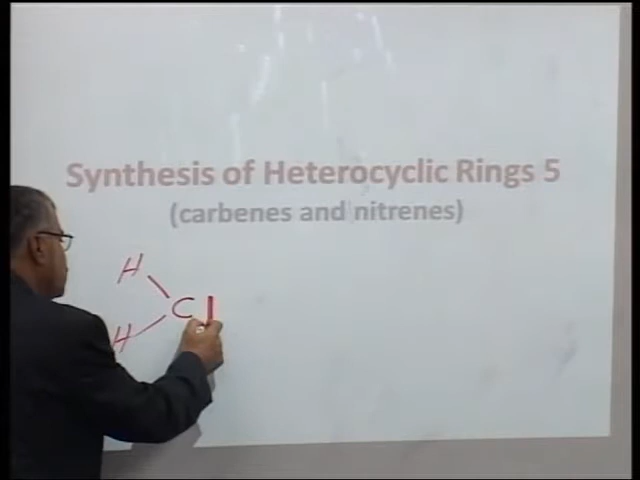 Synthesis of Heterocyclic Rings 5
(carbenes and nitrenes)
H
C
H